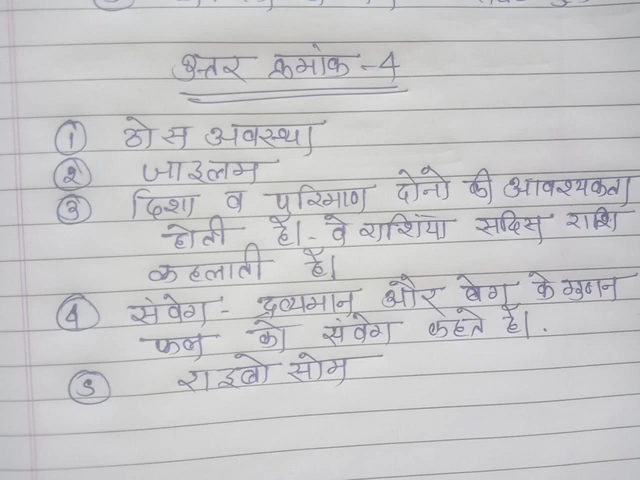 उत्तर क्रमांक-4
① ठोस अवस्था
② जाइलम
③ दिशा व परिमाण दोनो की आवश्यकता
होती है।- वे राशियाँ सदिस राशि
कहलाती है।
④ संवेग- द्रव्यमान और वेग के गुणन
फल को संवेग कहते है।.
⑤ राइबो सोम